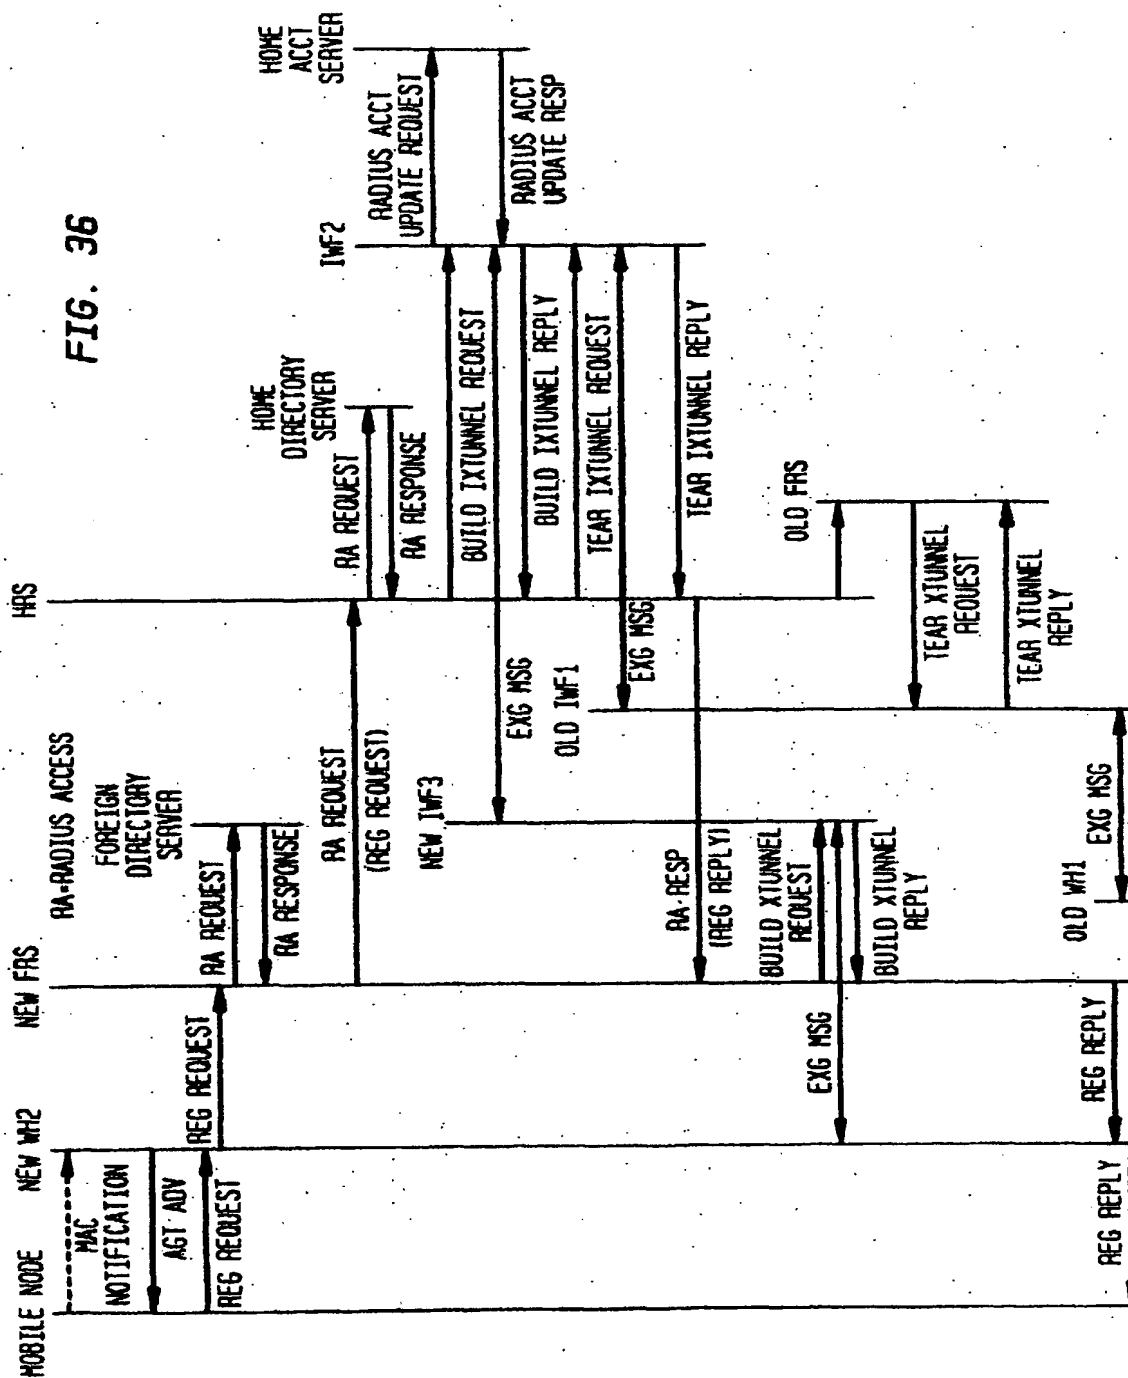 FIG. 36
MOBILE NODE
NEW WH2
NEW FRS
HRS
RA=RADIUS ACCESS
FOREIGN
DIRECTORY
SERVER
HOME
DIRECTORY
SERVER
IWF2
HOME
ACCT
SERVER
MAC
NOTIFICATION
AGT ADV
REG REQUEST
REG REQUEST
RA REQUEST
RA RESPONSE
RA REQUEST
(REG REQUEST)
RA REQUEST
RA RESPONSE
RADIUS ACCT
UPDATE REQUEST
RADIUS ACCT
UPDATE RESP
BUILD IXTUNNEL REQUEST
NEW IWF3
EXG MSG
BUILD IXTUNNEL REPLY
TEAR IXTUNNEL REQUEST
OLD IWF1
EXG MSG
TEAR IXTUNNEL REPLY
RA-RESP
(REG REPLY)
BUILD XTUNNEL
REQUEST
EXG MSG
BUILD XTUNNEL
REPLY
OLD FRS
TEAR XTUNNEL
REQUEST
TEAR XTUNNEL
REPLY
OLD WH1
EXG MSG
REG REPLY
REG REPLY